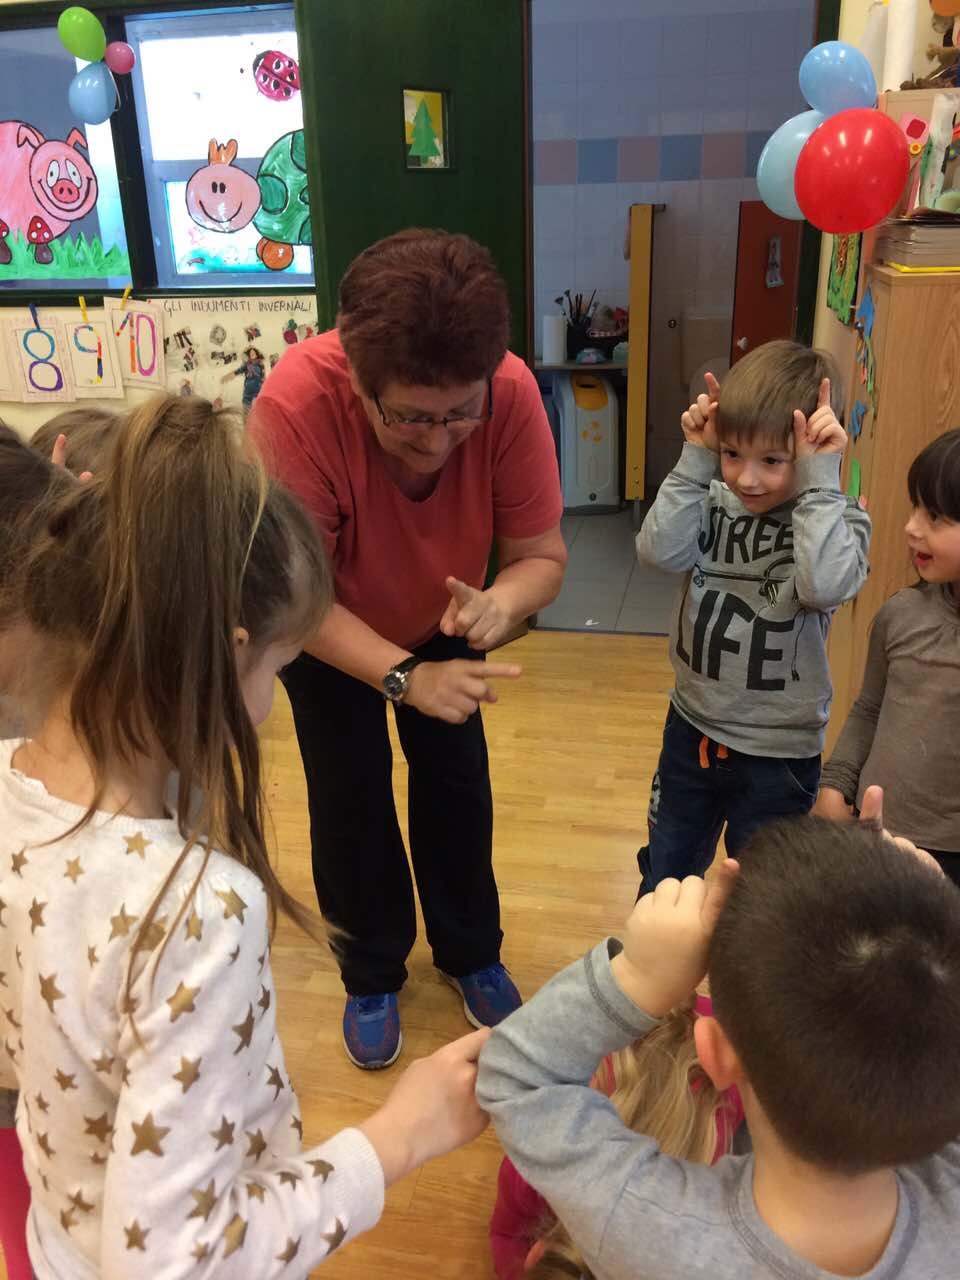 GLI INDUMENTI INVERNALI
8 9 10
STREE
LIFE